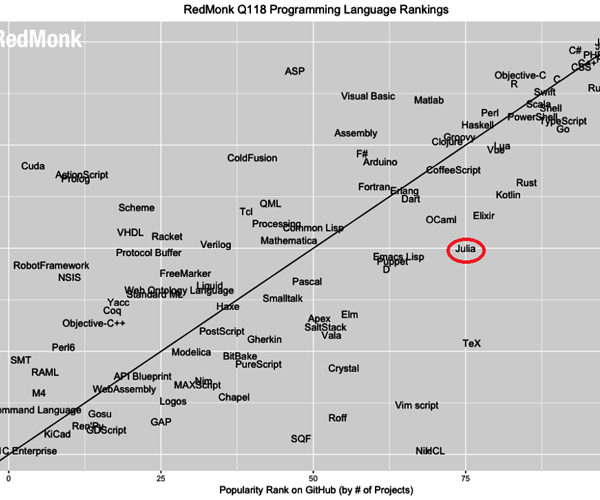 RedMonk Q118 Programming Language Rankings
RedMonk
C#
PHP
C++
CSS
ASP
Objective-C
C
R
Swift
Visual Basic
Matlab
Scala
Shell
Perl
PowerShell
TypeScript
Haskell
Go
Assembly
Groovy
Clojure
Lua
Vue
F#
ColdFusion
Arduino
Cuda
CoffeeScript
ActionScript
Prolog
Rust
Fortran
Erlang
Kotlin
Dart
QML
Scheme
Tcl
Elixir
OCaml
Processing
Common Lisp
VHDL
Racket
Mathematica
Verilog
Julia
Protocol Buffer
Emacs Lisp
Puppet
RobotFramework
D
FreeMarker
NSIS
Pascal
Liquid
Web Ontology Language
Standard ML
Smalltalk
Yacc
Haxe
Coq
Elm
Apex
Objective-C++
SaltStack
PostScript
Vala
Gherkin
TeX
Perl6
Modelica
BitBake
SMT
PureScript
Crystal
RAML
API Blueprint
Nim
MAXScript
WebAssembly
M4
Chapel
Logos
Vim script
ommand Language
Gosu
Roff
GAP
Ren'Py
GDScript
KiCad
SQF
NikICL
IC Enterprise
0 25 50 75
Popularity Rank on GitHub (by # of Projects)